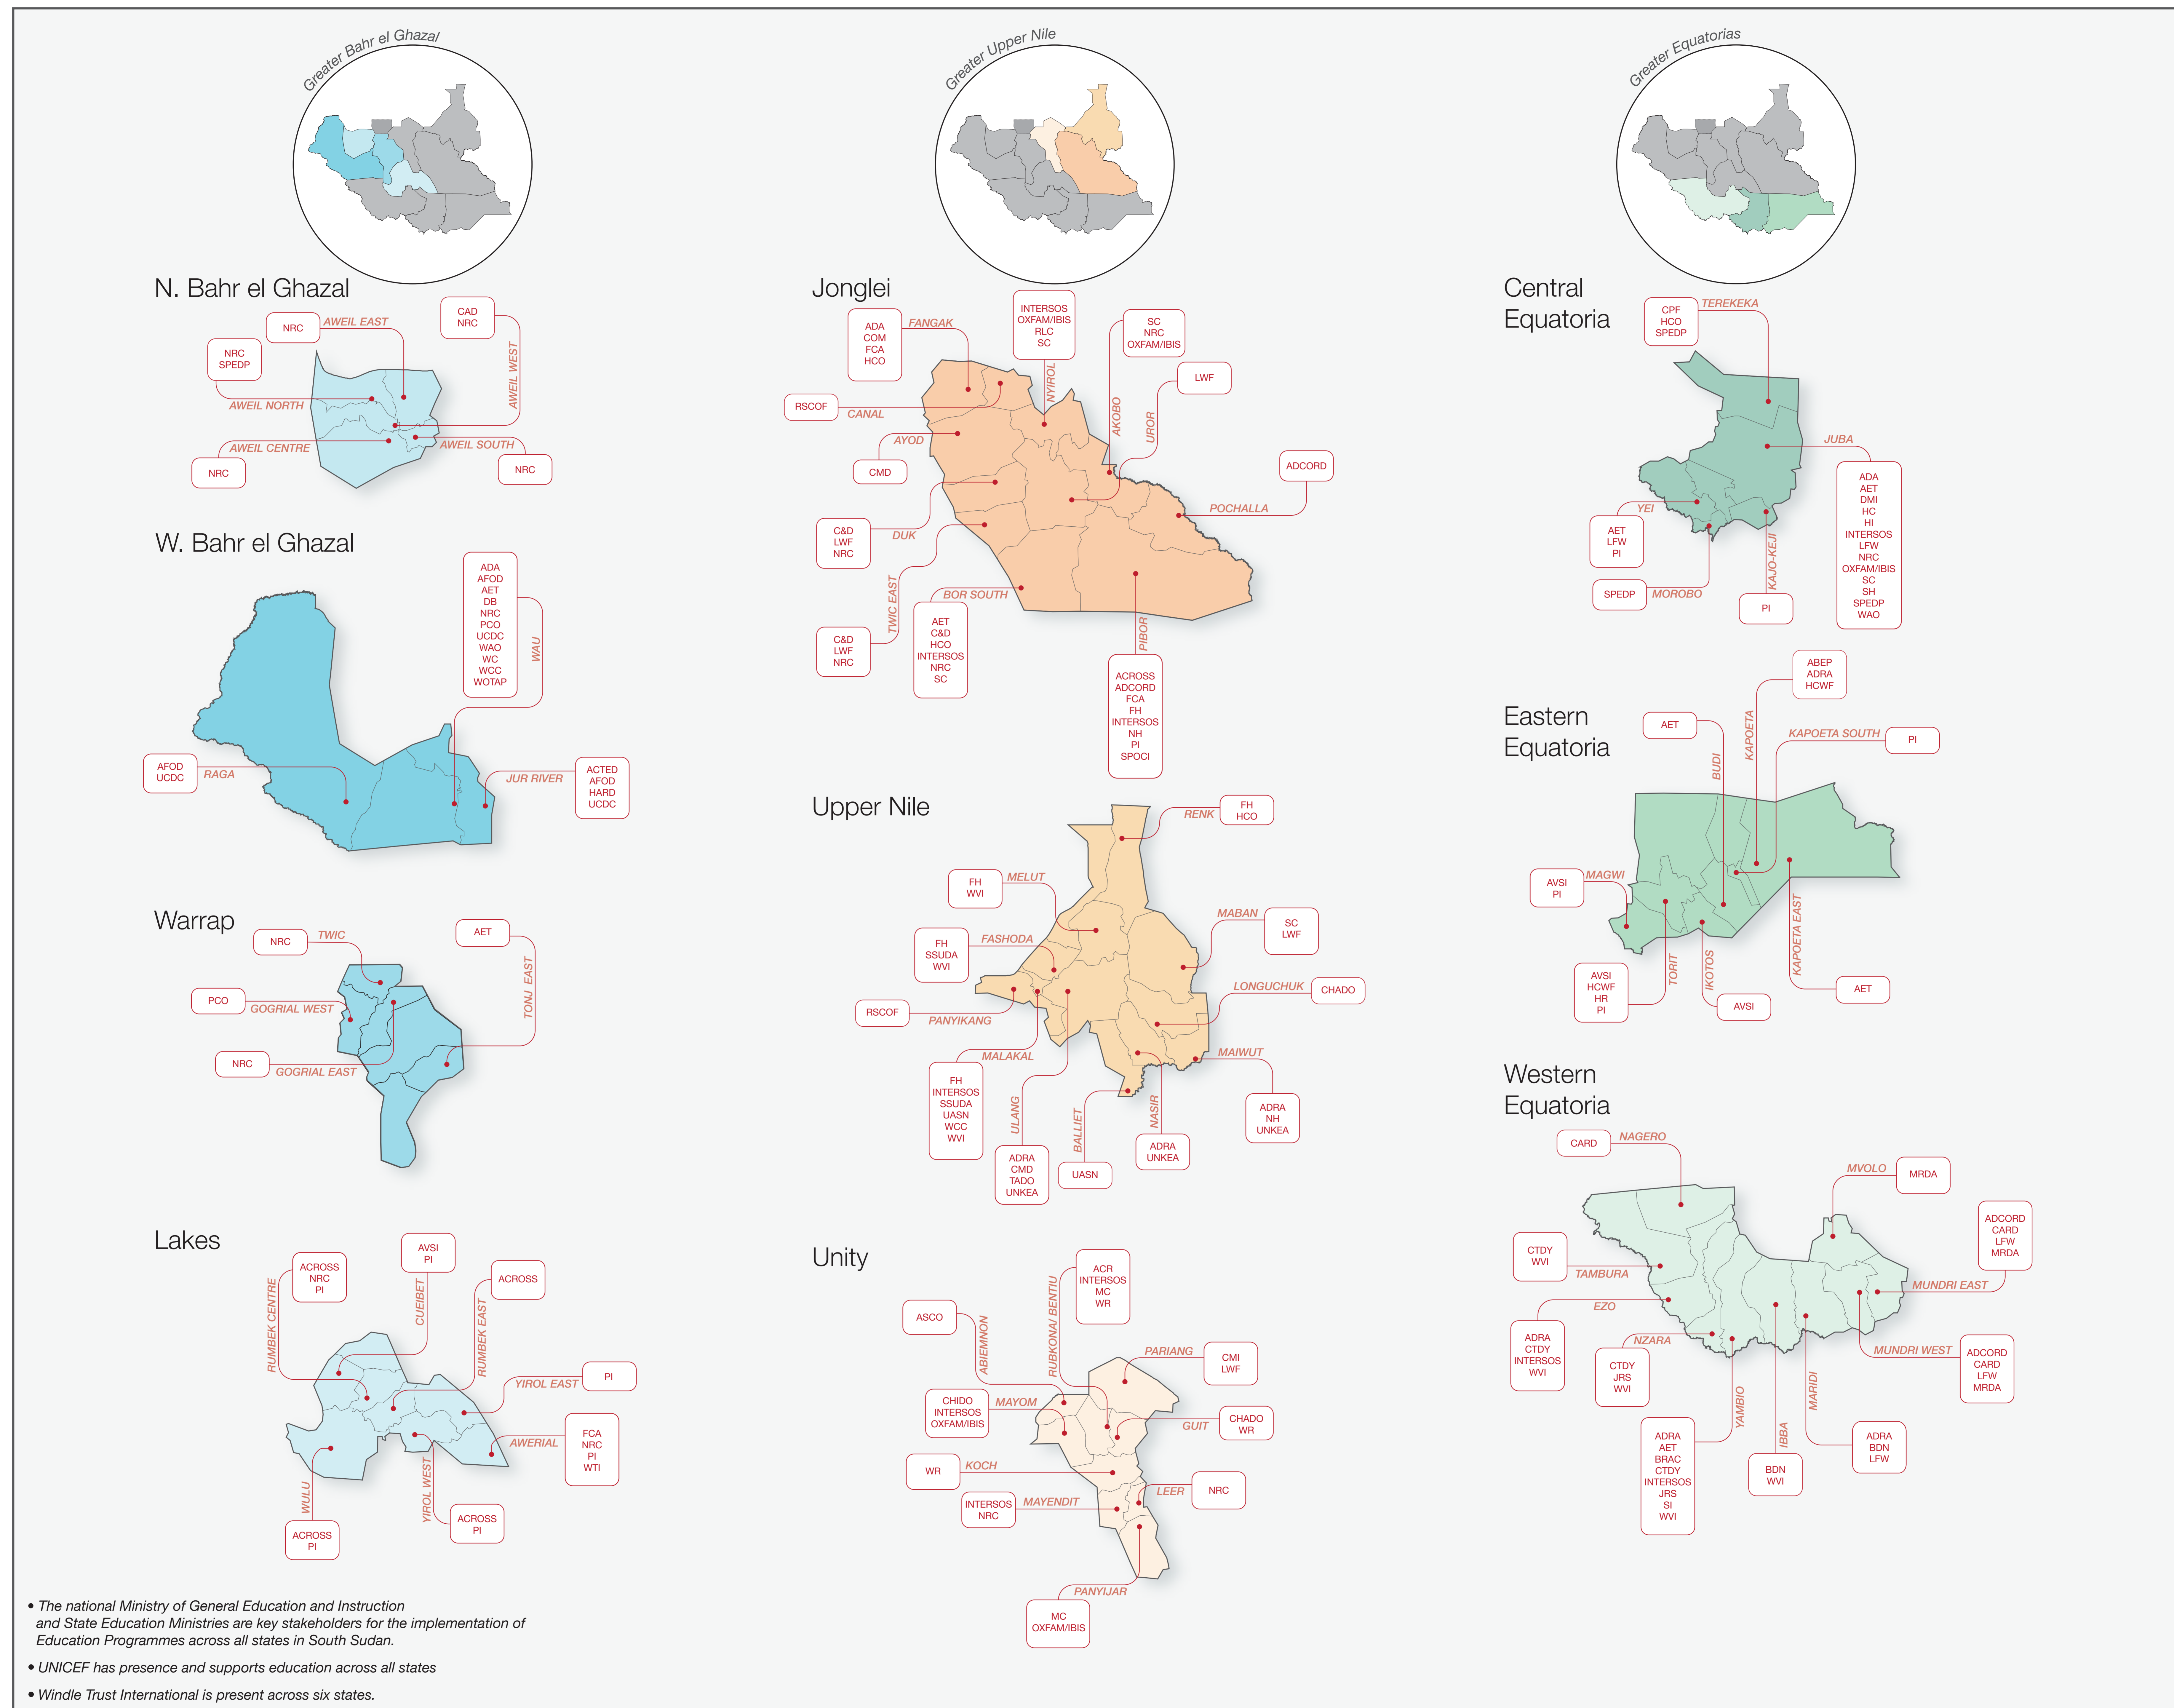 Greater Bahr el Ghazal
N. Bahr el Ghazal
NRC
AWEIL EAST
CAD
NRC
AWEIL WEST
NRC
SPEDP
AWEIL NORTH
AWEIL CENTRE
NRC
AWEIL SOUTH
NRC
W. Bahr el Ghazal
ADA
AFOD
AET
DB
NRC
PCO
UCDC
WAO
WC
WCC
WOTAP
WAU
AFOD
UCDC
RAGA
JUR RIVER
ACTED
AFOD
HARD
UCDC
Warrap
NRC
TWIC
AET
TONJ EAST
PCO
GOGRIAL WEST
NRC
GOGRIAL EAST
Lakes
ACROSS
NRC
PI
RUMBEK CENTRE
AVSI
PI
CUEIBET
ACROSS
RUMBEK EAST
YIROL EAST
PI
AWERIAL
FCA
NRC
PI
WTI
WULU
ACROSS
PI
YIROL WEST
ACROSS
PI
Greater Upper Nile
Jonglei
ADA
COM
FCA
HCO
FANGAK
INTERSOS
OXFAM/IBIS
RLC
SC
NYIROL
SC
NRC
OXFAM/IBIS
AKOBO
LWF
UROR
RSCOF
CANAL
AYOD
CMD
ADCORD
POCHALLA
C&D
LWF
NRC
DUK
TWIC EAST
C&D
LWF
NRC
BOR SOUTH
AET
C&D
HCO
INTERSOS
NRC
SC
PIBOR
ACROSS
ADCORD
FCA
FH
INTERSOS
NH
PI
SPOCI
Upper Nile
RENK
FH
HCO
FH
WVI
MELUT
MABAN
SC
LWF
FH
SSUDA
WVI
FASHODA
LONGUCHUK
CHADO
RSCOF
PANYIKANG
MALAKAL
FH
INTERSOS
SSUDA
UASN
WCC
WVI
ULANG
ADRA
CMD
TADO
UNKEA
BALLIET
UASN
NASIR
ADRA
UNKEA
MAIWUT
ADRA
NH
UNKEA
Unity
ACR
INTERSOS
MC
WR
RUBKONA/ BENTIU
ASCO
ABIEMNON
PARIANG
CMI
LWF
CHIDO
INTERSOS
OXFAM/IBIS
MAYOM
GUIT
CHADO
WR
WR
KOCH
LEER
NRC
INTERSOS
NRC
MAYENDIT
PANYIJAR
MC
OXFAM/IBIS
Greater Equatorias
Central
Equatoria
CPF
HCO
SPEDP
TEREKEKA
JUBA
ADA
AET
DMI
HC
HI
INTERSOS
LFW
NRC
OXFAM/IBIS
SC
SH
SPEDP
WAO
YEI
AET
LFW
PI
SPEDP
MOROBO
KAJO-KEJI
PI
Eastern
Equatoria
ABEP
ADRA
HCWF
KAPOETA
AET
BUDI
KAPOETA SOUTH
PI
AVSI
PI
MAGWI
AVSI
HCWF
HR
PI
TORIT
IKOTOS
AVSI
KAPOETA EAST
AET
Western
Equatoria
CARD
NAGERO
MVOLO
MRDA
CTDY
WVI
TAMBURA
ADCORD
CARD
LFW
MRDA
MUNDRI EAST
EZO
ADRA
CTDY
INTERSOS
WVI
NZARA
CTDY
JRS
WVI
MUNDRI WEST
ADCORD
CARD
LFW
MRDA
YAMBIO
ADRA
AET
BRAC
CTDY
INTERSOS
JRS
SI
WVI
IBBA
BDN
WVI
MARIDI
ADRA
BDN
LFW
• The national Ministry of General Education and Instruction
and State Education Ministries are key stakeholders for the implementation of
Education Programmes across all states in South Sudan.
• UNICEF has presence and supports education across all states
• Windle Trust International is present across six states.